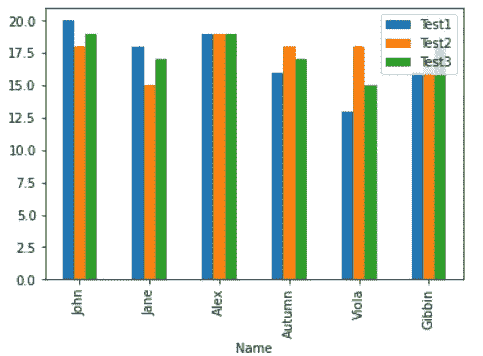 20.0
17.5
15.0
12.5
10.0
7.5
5.0
2.5
0.0
Test1
Test2
Test3
John
Jane
Alex
Autumn
Viola
Gibbin
Name